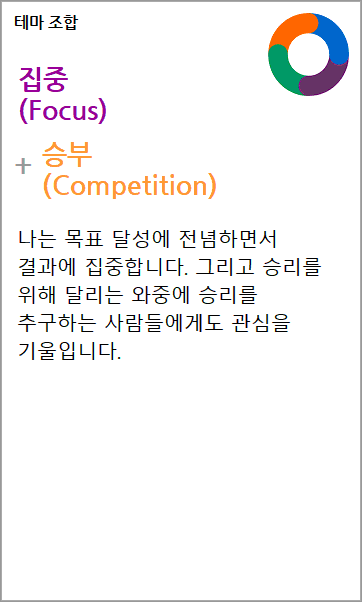 테마 조합
집중
(Focus)
+ 승부
(Competition)
나는 목표 달성에 전념하면서
결과에 집중합니다. 그리고 승리를
위해 달리는 와중에 승리를
추구하는 사람들에게도 관심을
기울입니다.